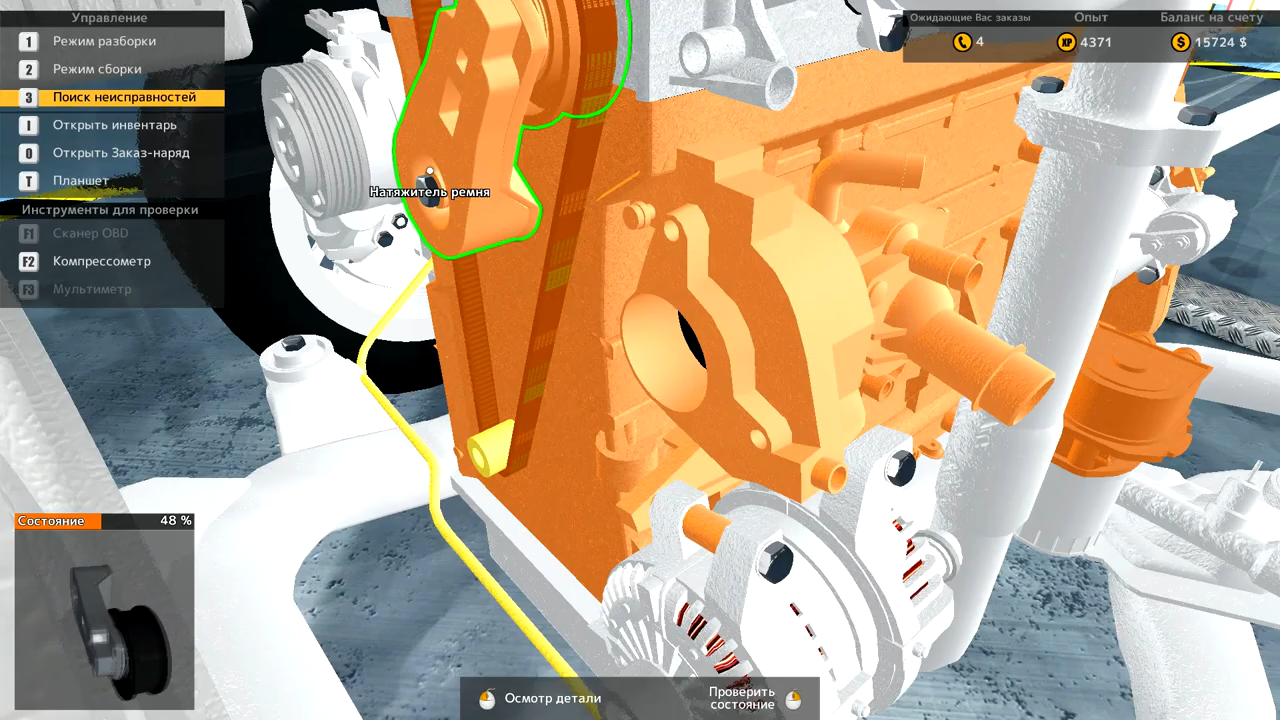 Управление
1 Режим разборки
2 Режим сборки
3 Поиск неисправностей
I Открыть инвентарь
O Открыть Заказ-наряд
T Планшет
Инструменты для проверки
F1 Сканер OBD
F2 Компрессометр
F3 Мультиметр
Ожидающие Вас заказы Опыт Баланс на счету
4 XP 4371 $ 15724 $
Натяжитель ремня
Состояние 48 %
Осмотр детали
Проверить
состояние